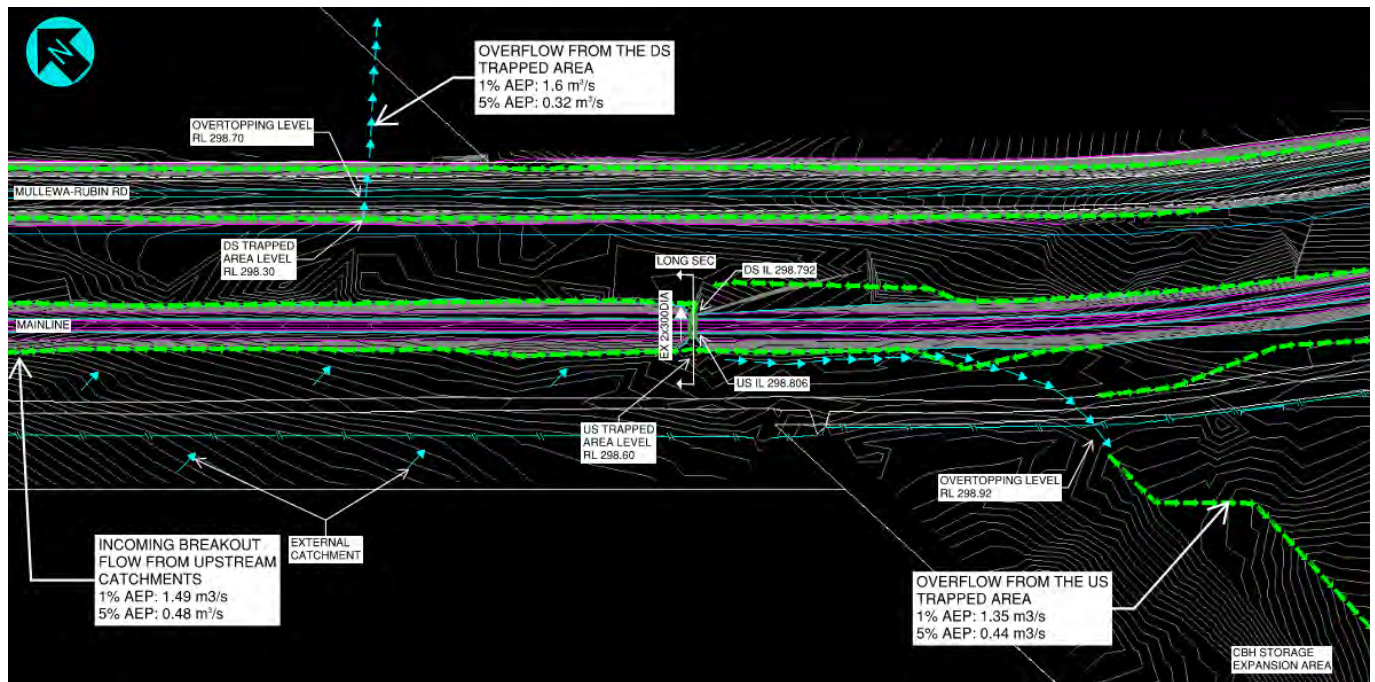 N
OVERFLOW FROM THE DS
TRAPPED AREA
1% AEP: 1.6 m³/s
5% AEP: 0.32 m³/s
OVERTOPPING LEVEL
RL 298.70
MULLEWA-RUBIN RD
DS TRAPPED
AREA LEVEL
RL 298.30
LONG SEC
DS IL 298.792
MAINLINE
EX 2x300DIA
US IL 298.806
US TRAPPED
AREA LEVEL
RL 298.60
OVERTOPPING LEVEL
RL 298.92
INCOMING BREAKOUT
FLOW FROM UPSTREAM
CATCHMENTS
1% AEP: 1.49 m3/s
5% AEP: 0.48 m³/s
EXTERNAL
CATCHMENT
OVERFLOW FROM THE US
TRAPPED AREA
1% AEP: 1.35 m3/s
5% AEP: 0.44 m3/s
CBH STORAGE
EXPANSION AREA